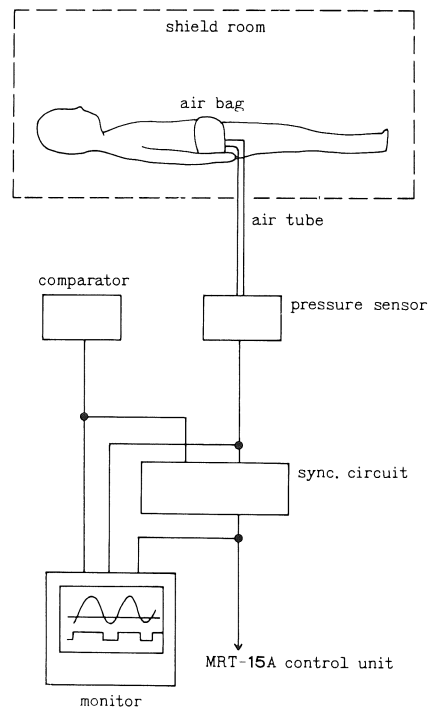 shield room
air bag
air tube
comparator
pressure sensor
sync. circuit
MRT-15A control unit
monitor